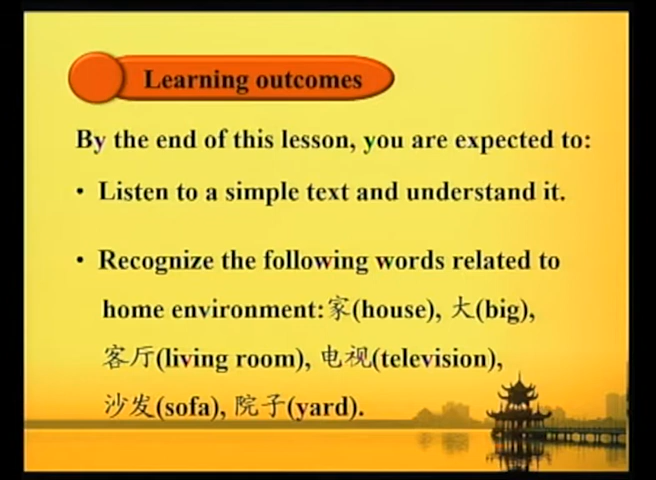 Learning outcomes
By the end of this lesson, you are expected to:
• Listen to a simple text and understand it.
• Recognize the following words related to
home environment:家(house), 大(big),
客厅(living room), 电视(television),
沙发(sofa), 院子(yard).